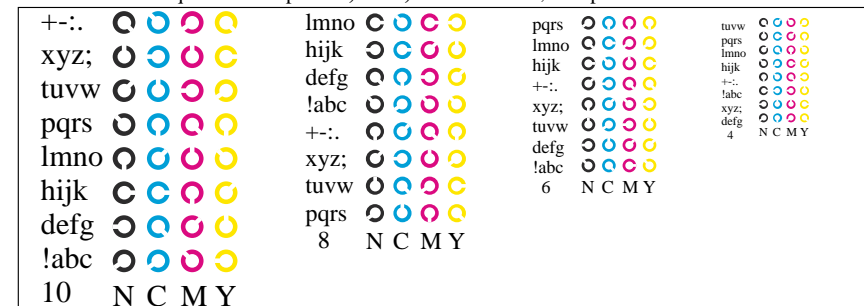 +-:.
xyz;
tuvw
pqrs
lmno
hijk
defg
!abc
10 N C M Y
lmno
hijk
defg
!abc
+-:.
xyz;
tuvw
pqrs
8 N C M Y
pqrs
lmno
hijk
+-:.
xyz;
tuvw
defg
!abc
6 N C M Y
tuvw
pqrs
lmno
hijk
+-:.
!abc
xyz;
defg
4 N C M Y